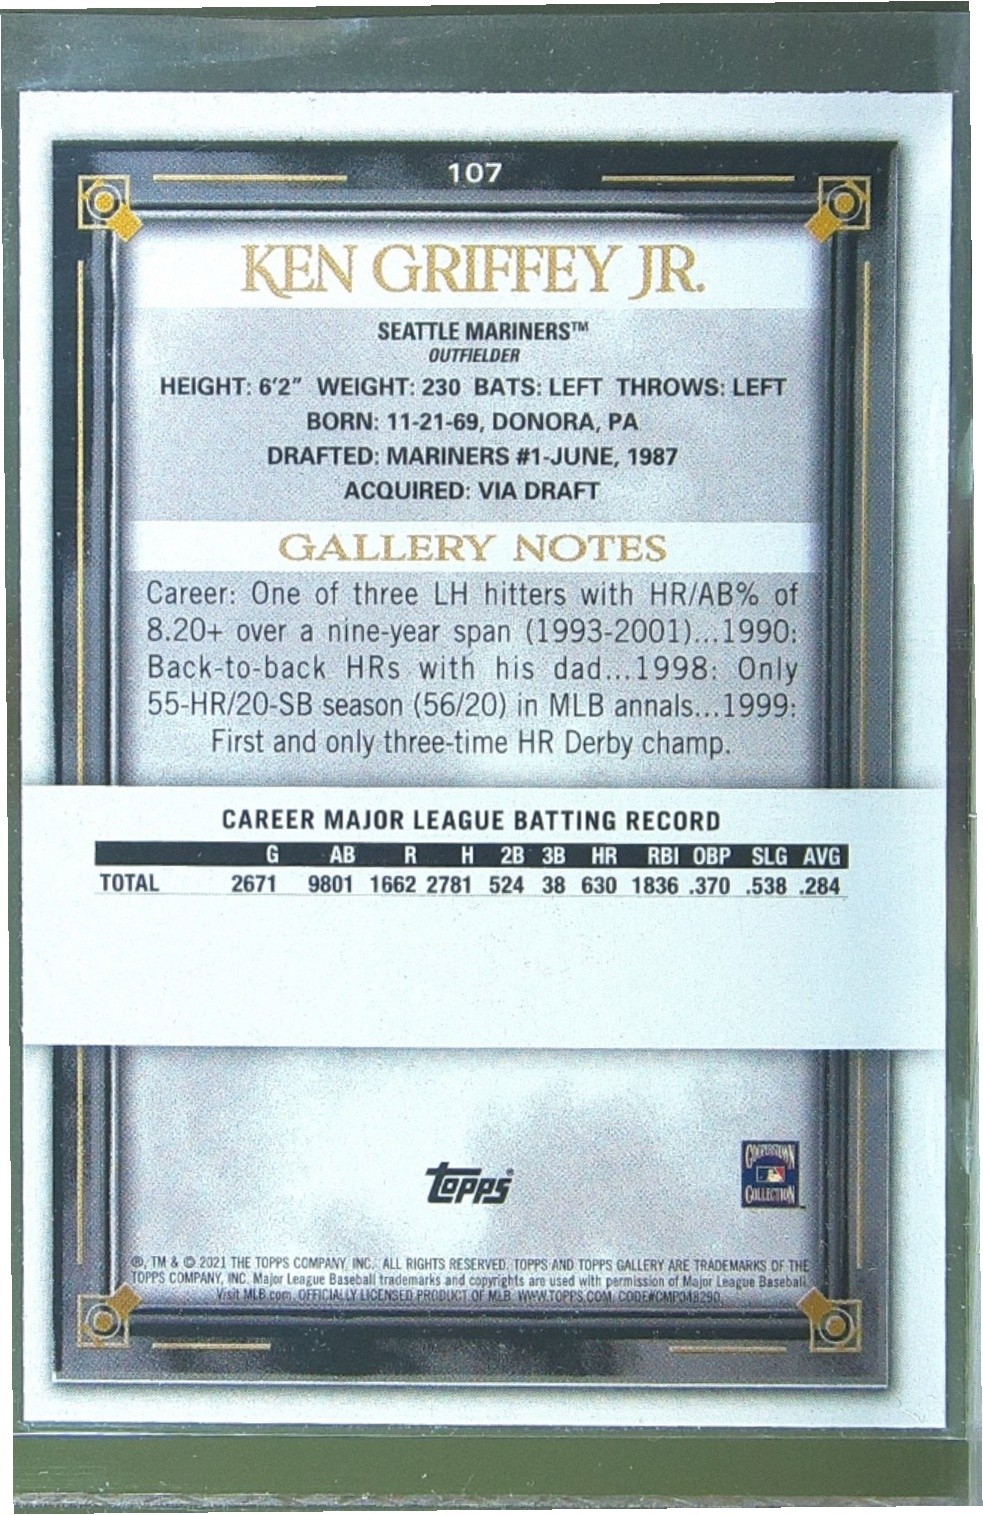 107
KEN GRIFFEY JR.
SEATTLE MARINERS™
OUTFIELDER
HEIGHT: 6'2" WEIGHT: 230 BATS: LEFT THROWS: LEFT
BORN: 11-21-69, DONORA, PA
DRAFTED: MARINERS #1-JUNE, 1987
ACQUIRED: VIA DRAFT
GALLERY NOTES
Career: One of three LH hitters with HR/AB% of
8.20+ over a nine-year span (1993-2001)...1990:
Back-to-back HRs with his dad...1998: Only
55-HR/20-SB season (56/20) in MLB annals...1999:
First and only three-time HR Derby champ.
CAREER MAJOR LEAGUE BATTING RECORD
G AB R H 2B 3B HR RBI OBP SLG AVG
TOTAL 2671 9801 1662 2781 524 38 630 1836 .370 .538 .284
topps®
COOPERSTOWN
COLLECTION
®, TM & © 2021 THE TOPPS COMPANY, INC. ALL RIGHTS RESERVED. TOPPS AND TOPPS GALLERY ARE TRADEMARKS OF THE
TOPPS COMPANY, INC. Major League Baseball trademarks and copyrights are used with permission of Major League Baseball.
Visit MLB.com. OFFICIALLY LICENSED PRODUCT OF MLB. WWW.TOPPS.COM. CODE#CMP048290